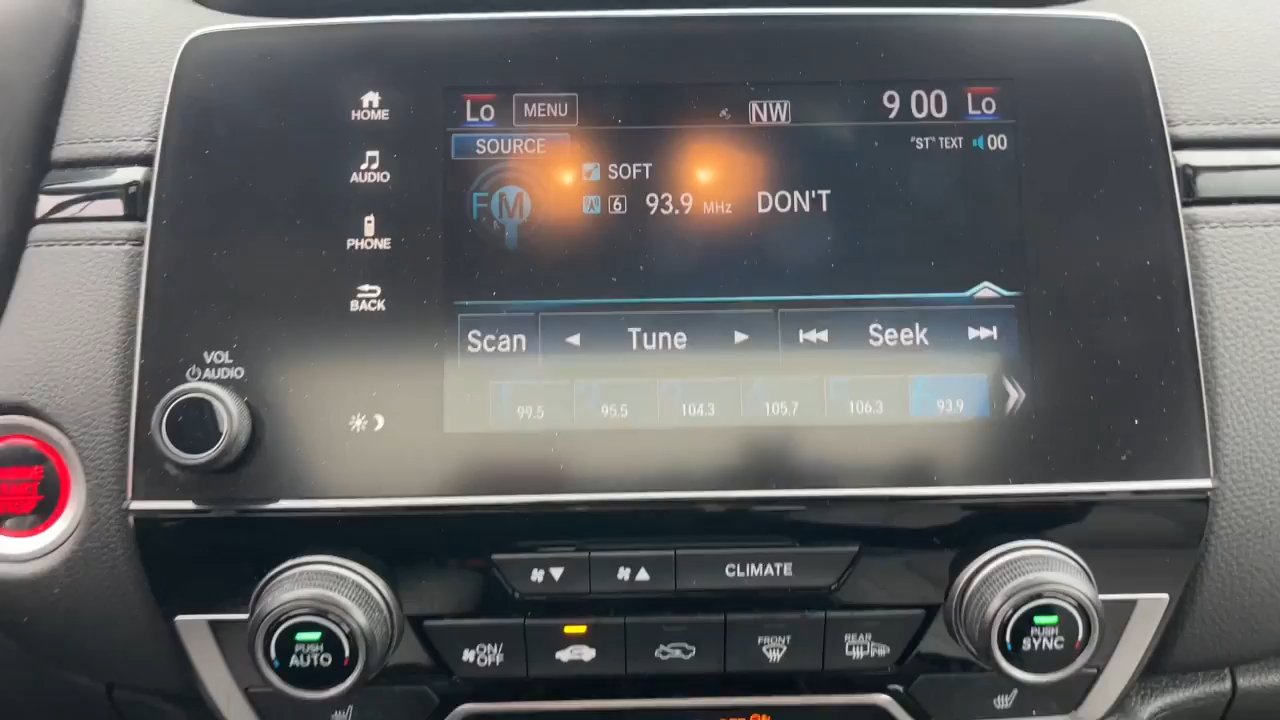 HOME
AUDIO
PHONE
BACK
VOL
AUDIO
Lo MENU NW 9 00 Lo
SOURCE "ST" TEXT 00
FM SOFT
6 93.9 MHz DON'T
Scan Tune Seek
99.5 95.5 104.3 105.7 106.3 93.9
CLIMATE
PUSH
AUTO
ON/
OFF
FRONT
REAR
PUSH
SYNC